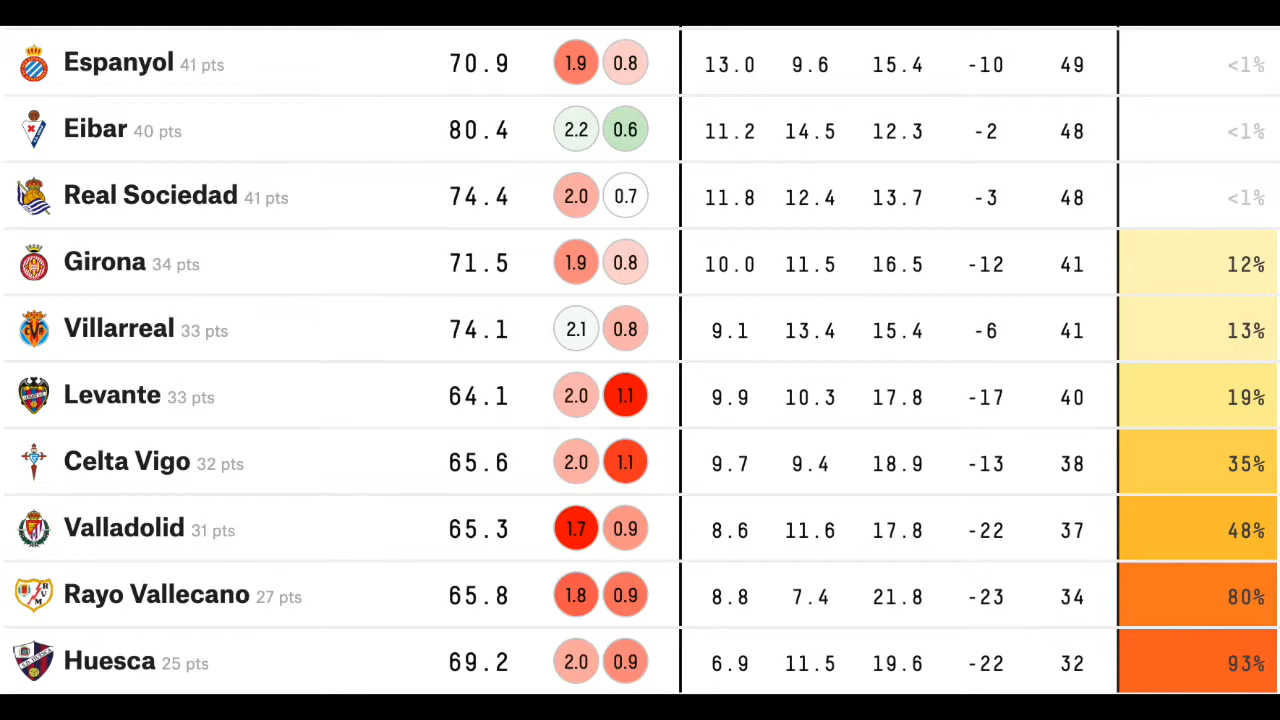 Espanyol 41 pts 70.9 1.9 0.8 13.0 9.6 15.4 -10 49 <1%
Eibar 40 pts 80.4 2.2 0.6 11.2 14.5 12.3 -2 48 <1%
Real Sociedad 41 pts 74.4 2.0 0.7 11.8 12.4 13.7 -3 48 <1%
Girona 34 pts 71.5 1.9 0.8 10.0 11.5 16.5 -12 41 12%
Villarreal 33 pts 74.1 2.1 0.8 9.1 13.4 15.4 -6 41 13%
Levante 33 pts 64.1 2.0 1.1 9.9 10.3 17.8 -17 40 19%
Celta Vigo 32 pts 65.6 2.0 1.1 9.7 9.4 18.9 -13 38 35%
Valladolid 31 pts 65.3 1.7 0.9 8.6 11.6 17.8 -22 37 48%
Rayo Vallecano 27 pts 65.8 1.8 0.9 8.8 7.4 21.8 -23 34 80%
Huesca 25 pts 69.2 2.0 0.9 6.9 11.5 19.6 -22 32 93%